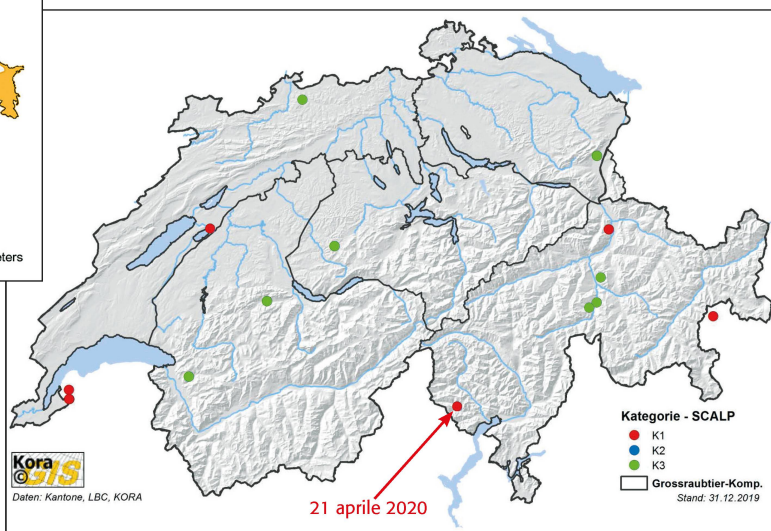 eters
Kategorie - SCALP
K1
K2
K3
Grossraubtier-Komp.
Stand: 31.12.2019
Kora
©GIS
Daten: Kantone, LBC, KORA
21 aprile 2020